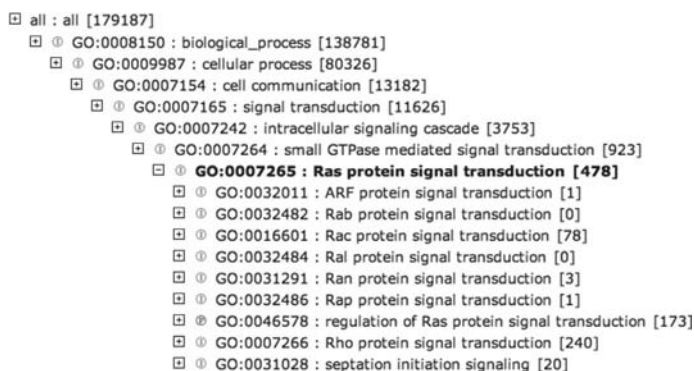 all : all [179187]
GO:0008150 : biological_process [138781]
GO:0009987 : cellular process [80326]
GO:0007154 : cell communication [13182]
GO:0007165 : signal transduction [11626]
GO:0007242 : intracellular signaling cascade [3753]
GO:0007264 : small GTPase mediated signal transduction [923]
GO:0007265 : Ras protein signal transduction [478]
GO:0032011 : ARF protein signal transduction [1]
GO:0032482 : Rab protein signal transduction [0]
GO:0016601 : Rac protein signal transduction [78]
GO:0032484 : Ral protein signal transduction [0]
GO:0031291 : Ran protein signal transduction [3]
GO:0032486 : Rap protein signal transduction [1]
GO:0046578 : regulation of Ras protein signal transduction [173]
GO:0007266 : Rho protein signal transduction [240]
GO:0031028 : septation initiation signaling [20]